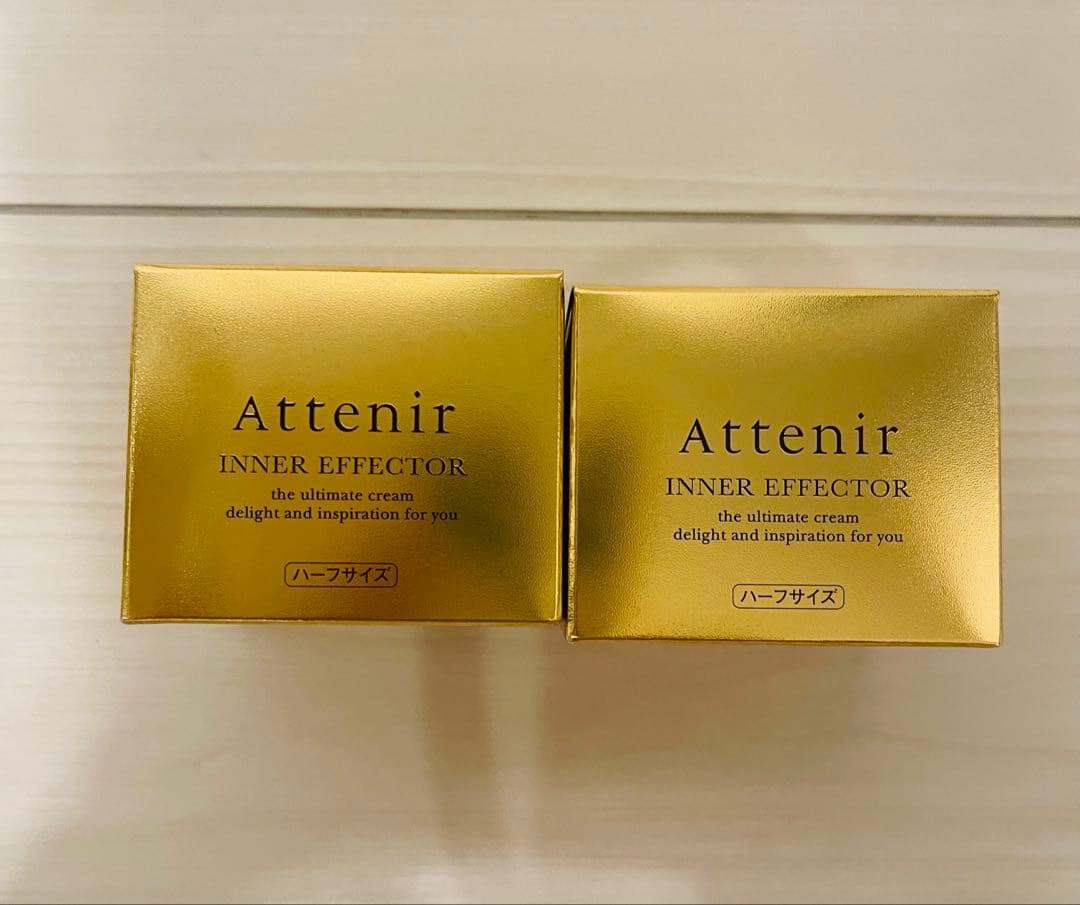 Attenir
INNER EFFECTOR
the ultimate cream
delight and inspiration for you
ハーフサイズ
Attenir
INNER EFFECTOR
the ultimate cream
delight and inspiration for you
ハーフサイズ